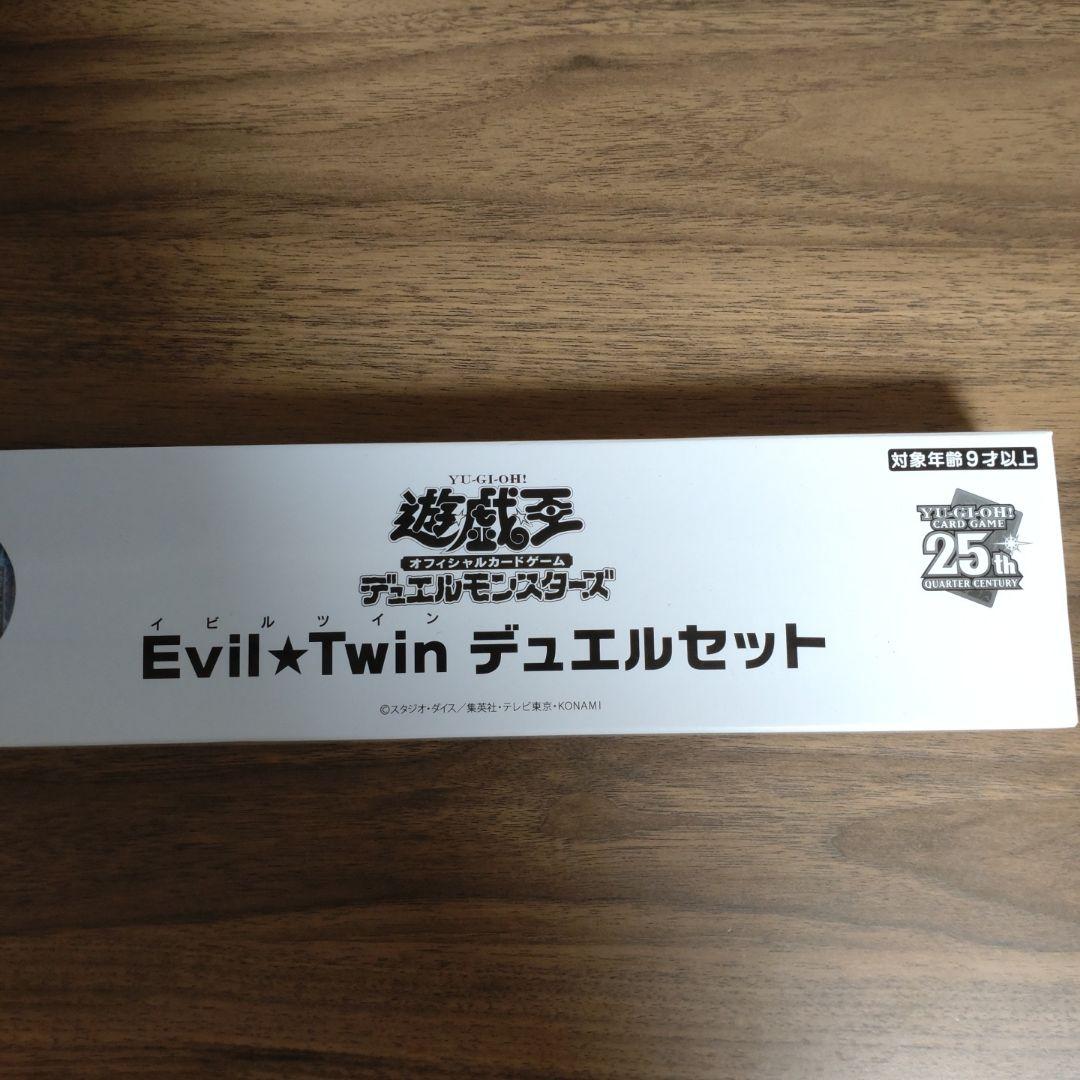 対象年齢9才以上
YU-GI-OH!
遊☆戯☆王
オフィシャルカードゲーム
デュエルモンスターズ
YU-GI-OH!
CARD GAME
25th
QUARTER CENTURY
イビルツイン
Evil★Twin デュエルセット
©スタジオ・ダイス/集英社・テレビ東京・KONAMI